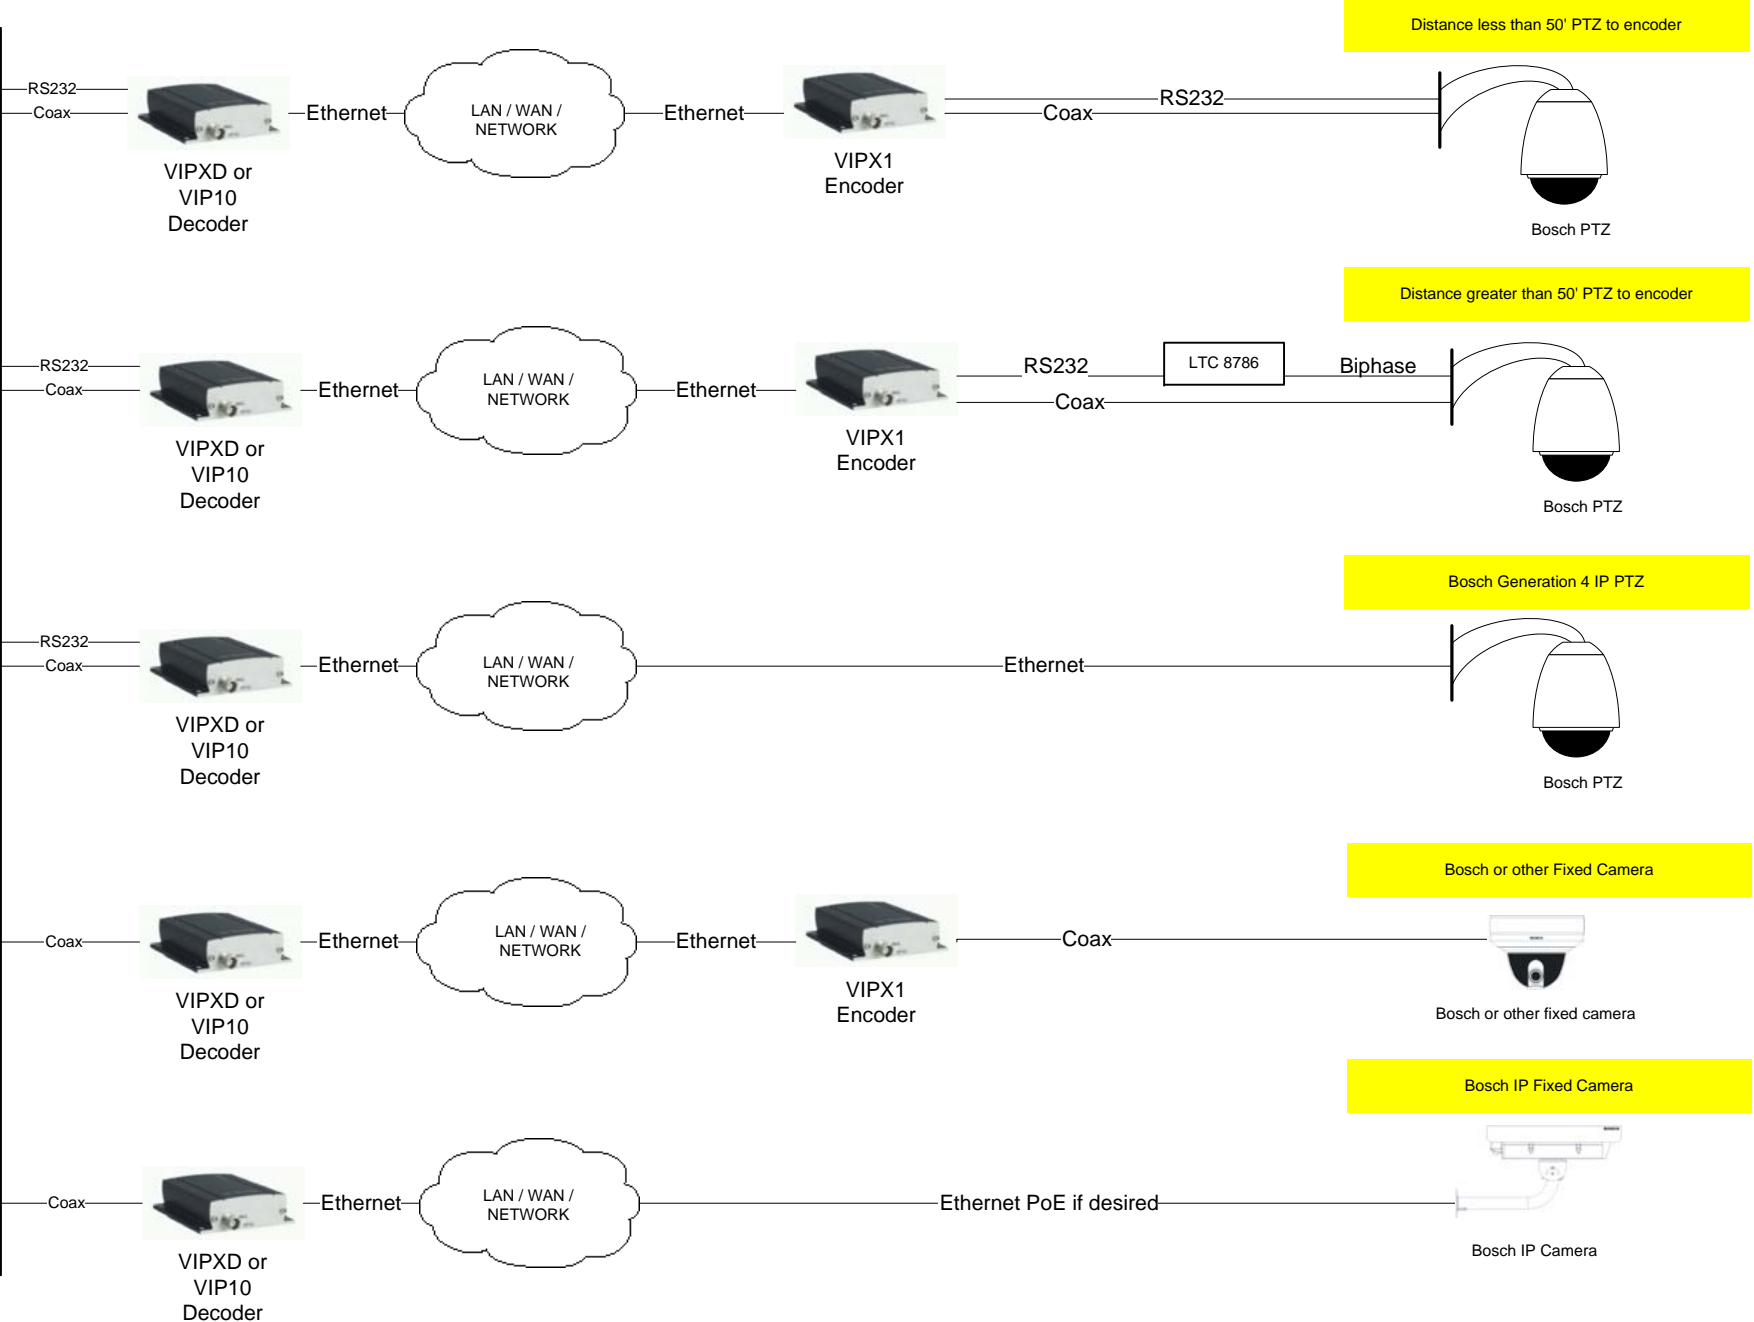 Distance less than 50' PTZ to encoder
RS232
Coax
Ethernet
LAN / WAN /
NETWORK
Ethernet
RS232
Coax
VIPXD or
VIP10
Decoder
VIPX1
Encoder
Bosch PTZ
Distance greater than 50' PTZ to encoder
RS232
Coax
Ethernet
LAN / WAN /
NETWORK
Ethernet
RS232
LTC 8786
Biphase
Coax
VIPXD or
VIP10
Decoder
VIPX1
Encoder
Bosch PTZ
Bosch Generation 4 IP PTZ
RS232
Coax
Ethernet
LAN / WAN /
NETWORK
Ethernet
VIPXD or
VIP10
Decoder
Bosch PTZ
Bosch or other Fixed Camera
Coax
Ethernet
LAN / WAN /
NETWORK
Ethernet
Coax
VIPXD or
VIP10
Decoder
VIPX1
Encoder
Bosch or other fixed camera
Bosch IP Fixed Camera
Coax
Ethernet
LAN / WAN /
NETWORK
Ethernet PoE if desired
VIPXD or
VIP10
Decoder
Bosch IP Camera